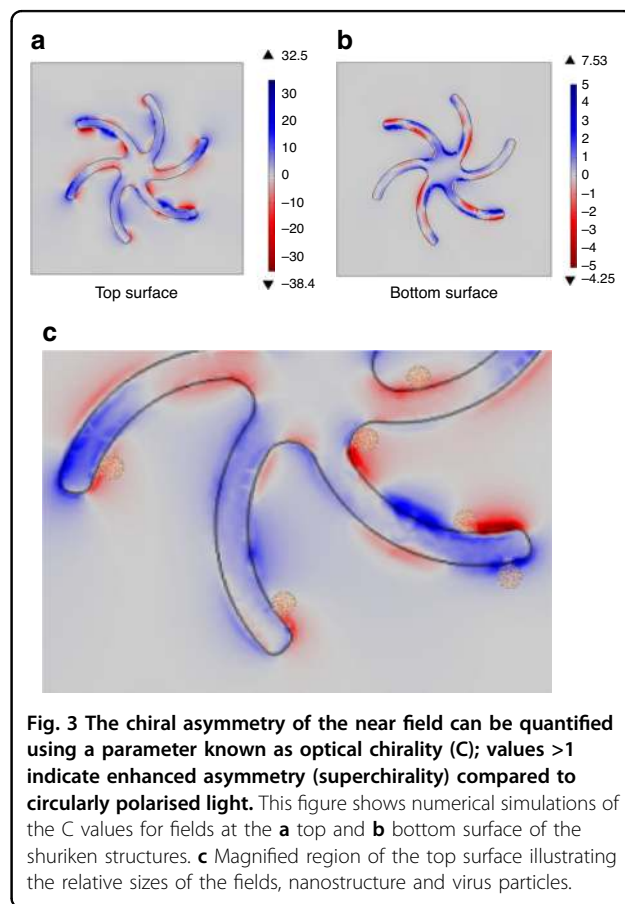 a
b
▲ 32.5
30
20
10
0
−10
−20
−30
▼ −38.4
Top surface
▲ 7.53
5
4
3
2
1
0
−1
−2
−3
−4
−5
▼ −4.25
Bottom surface
c
Fig. 3 The chiral asymmetry of the near field can be quantified
using a parameter known as optical chirality (C); values >1
indicate enhanced asymmetry (superchirality) compared to
circularly polarised light. This figure shows numerical simulations of
the C values for fields at the a top and b bottom surface of the
shuriken structures. c Magnified region of the top surface illustrating
the relative sizes of the fields, nanostructure and virus particles.